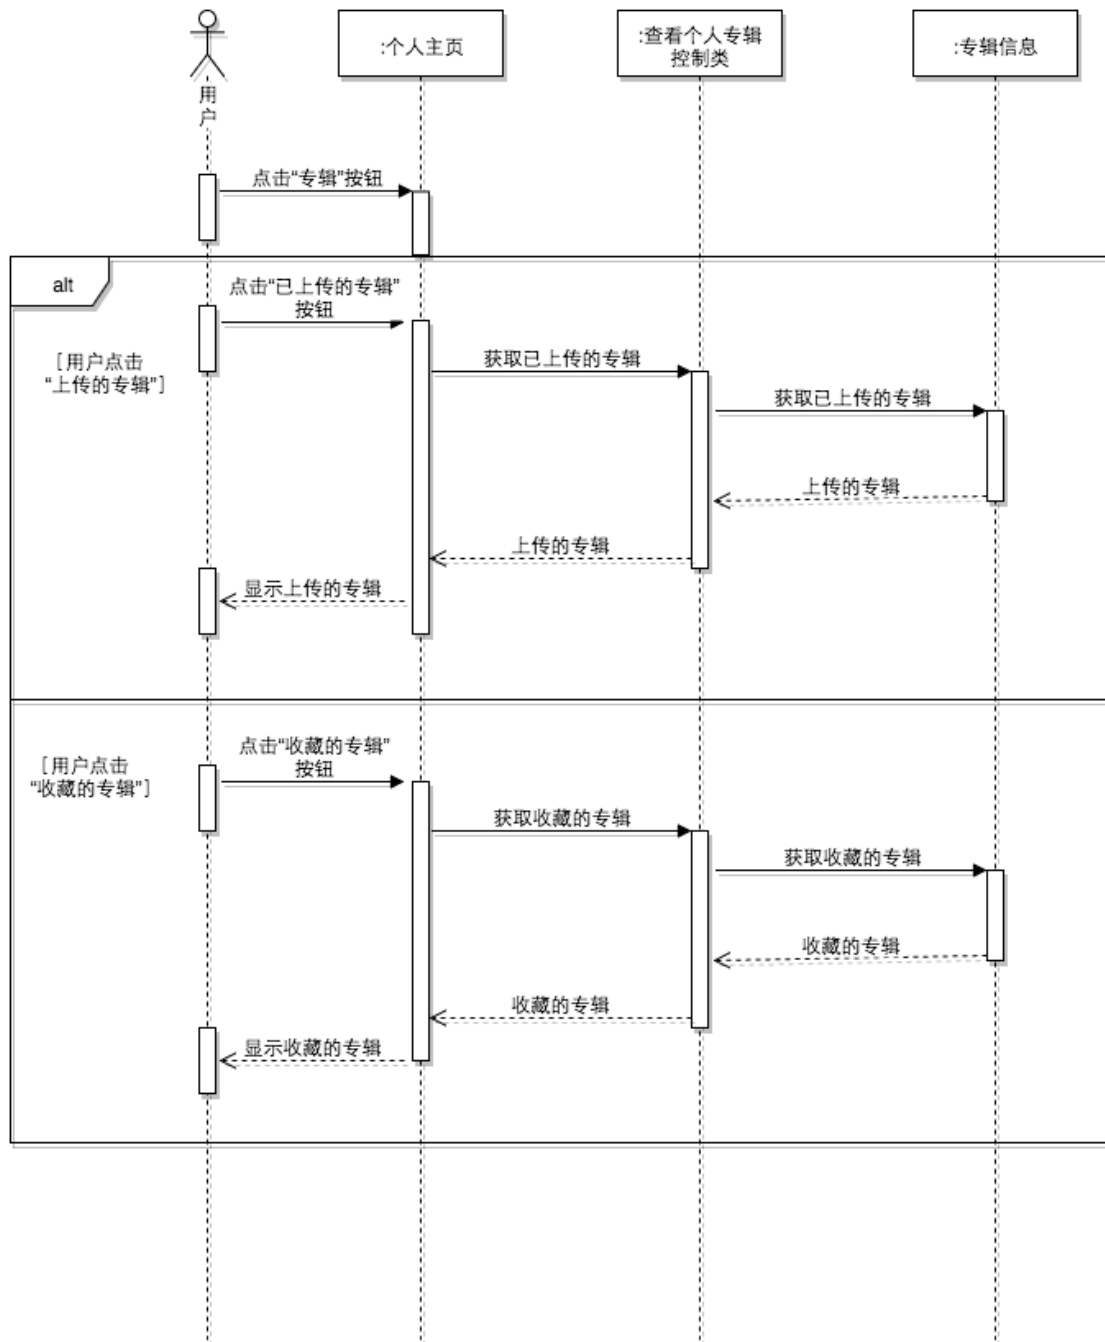 :个人主页
:查看个人专辑
控制类
:专辑信息
用
户
点击“专辑”按钮
alt
点击“已上传的专辑”
按钮
[用户点击
“上传的专辑”]
获取已上传的专辑
获取已上传的专辑
上传的专辑
上传的专辑
显示上传的专辑
点击“收藏的专辑”
按钮
[用户点击
“收藏的专辑”]
获取收藏的专辑
获取收藏的专辑
收藏的专辑
收藏的专辑
显示收藏的专辑